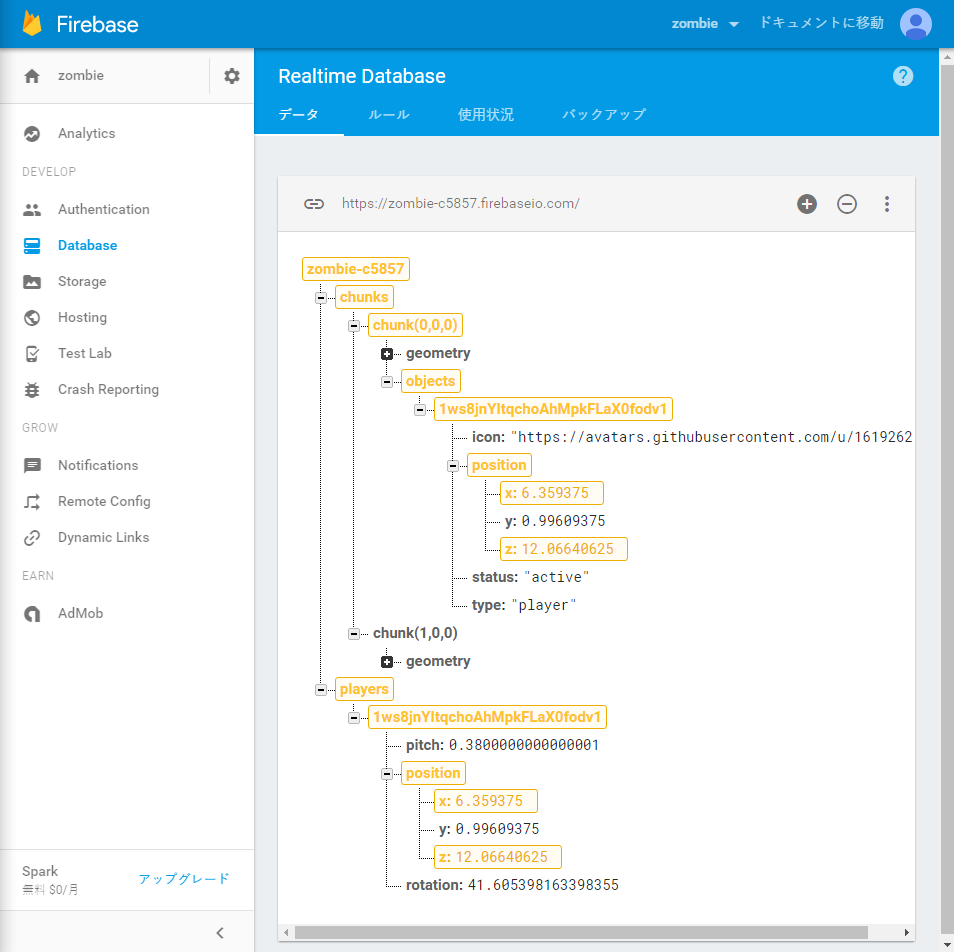 Firebase
zombie
ドキュメントに移動
zombie
Analytics
DEVELOP
Authentication
Database
Storage
Hosting
Test Lab
Crash Reporting
GROW
Notifications
Remote Config
Dynamic Links
EARN
AdMob
Spark
無料 $0/月
アップグレード
Realtime Database
?
データ
ルール
使用状況
バックアップ
https://zombie-c5857.firebaseio.com/
zombie-c5857
chunks
chunk(0,0,0)
geometry
objects
1ws8jnYltqchoAhMpkFLaX0fodv1
icon: "https://avatars.githubusercontent.com/u/1619262
position
x: 6.359375
y: 0.99609375
z: 12.06640625
status: "active"
type: "player"
chunk(1,0,0)
geometry
players
1ws8jnYltqchoAhMpkFLaX0fodv1
pitch: 0.3800000000000001
position
x: 6.359375
y: 0.99609375
z: 12.06640625
rotation: 41.605398163398355